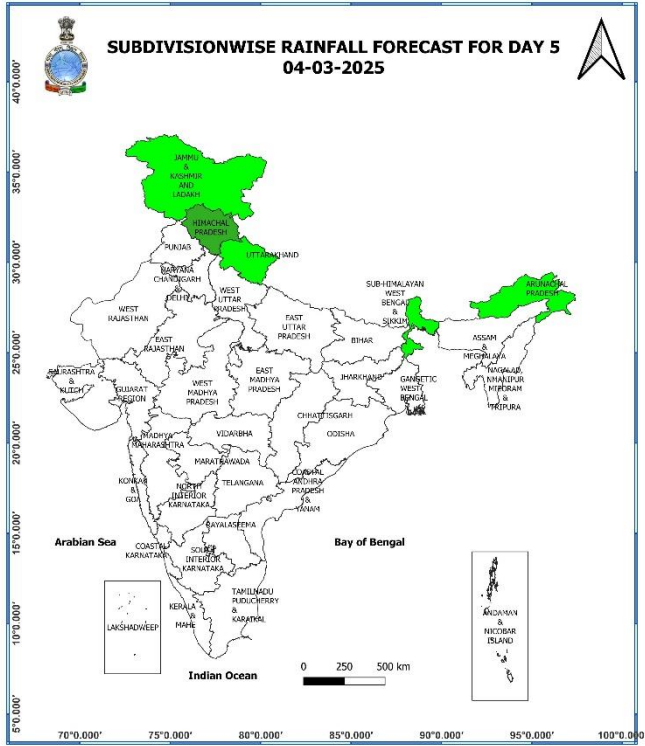 SUBDIVISIONWISE RAINFALL FORECAST FOR DAY 5
04-03-2025
40°0.000'
35°0.000'
30°0.000'
25°0.000'
20°0.000'
15°0.000'
10°0.000'
5°0.000'
JAMMU
&
KASHMIR
AND
LADAKH
HIMACHAL
PRADESH
PUNJAB
UTTARAKHAND
HARYANA
CHANDIGARH
&
DELHI
WEST
UTTAR
PRADESH
WEST
RAJASTHAN
EAST
RAJASTHAN
EAST
UTTAR
PRADESH
SUB-HIMALAYAN
WEST
BENGAL
&
SIKKIM
ARUNACHAL
PRADESH
BIHAR
ASSAM
&
MEGHALAYA
SAURASHTRA
&
KUTCH
GUJARAT
REGION
WEST
MADHYA
PRADESH
EAST
MADHYA
PRADESH
JHARKHAND
GANGETIC
WEST
BENGAL
NAGALAD
NMANIPUR
MEZORAM
&
TRIPURA
CHHATTISGARH
ODISHA
MADHYA
MAHARASHTRA
VIDARBHA
MARATHAWADA
TELANGANA
KONKAN
&
GOA
NORTH
INTERIOR
KARNATAKA
COASTAL
ANDHRA
PRADESH
&
YANAM
RAYALASEEMA
Arabian Sea
COASTAL
KARNATAKA
SOUTH
INTERIOR
KARNATAKA
Bay of Bengal
LAKSHADWEEP
KERALA
&
MAHE
TAMILNADU
PUDUCHERRY
&
KARAIKAL
ANDAMAN
&
NICOBAR
ISLAND
Indian Ocean
0 250 500 km
70°0.000' 75°0.000' 80°0.000' 85°0.000' 90°0.000' 95°0.000' 100°0.000'